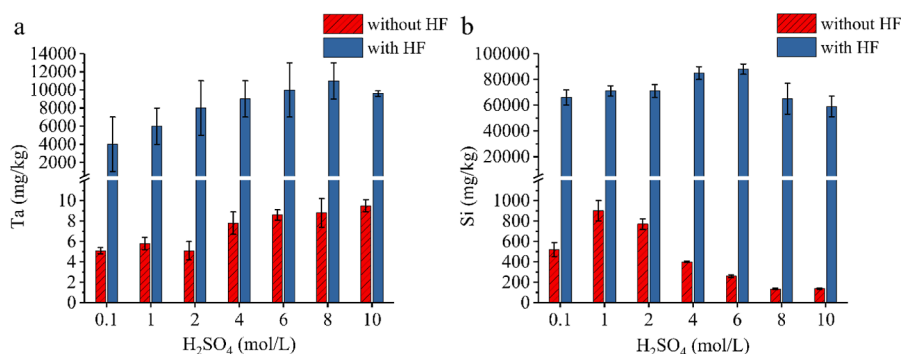 a
without HF
with HF
14000
12000
10000
8000
6000
4000
2000
10
8
6
4
2
0
Ta (mg/kg)
0.1 1 2 4 6 8 10
H₂SO₄ (mol/L)
b
without HF
with HF
100000
80000
60000
40000
20000
1000
800
600
400
200
0
Si (mg/kg)
0.1 1 2 4 6 8 10
H₂SO₄ (mol/L)